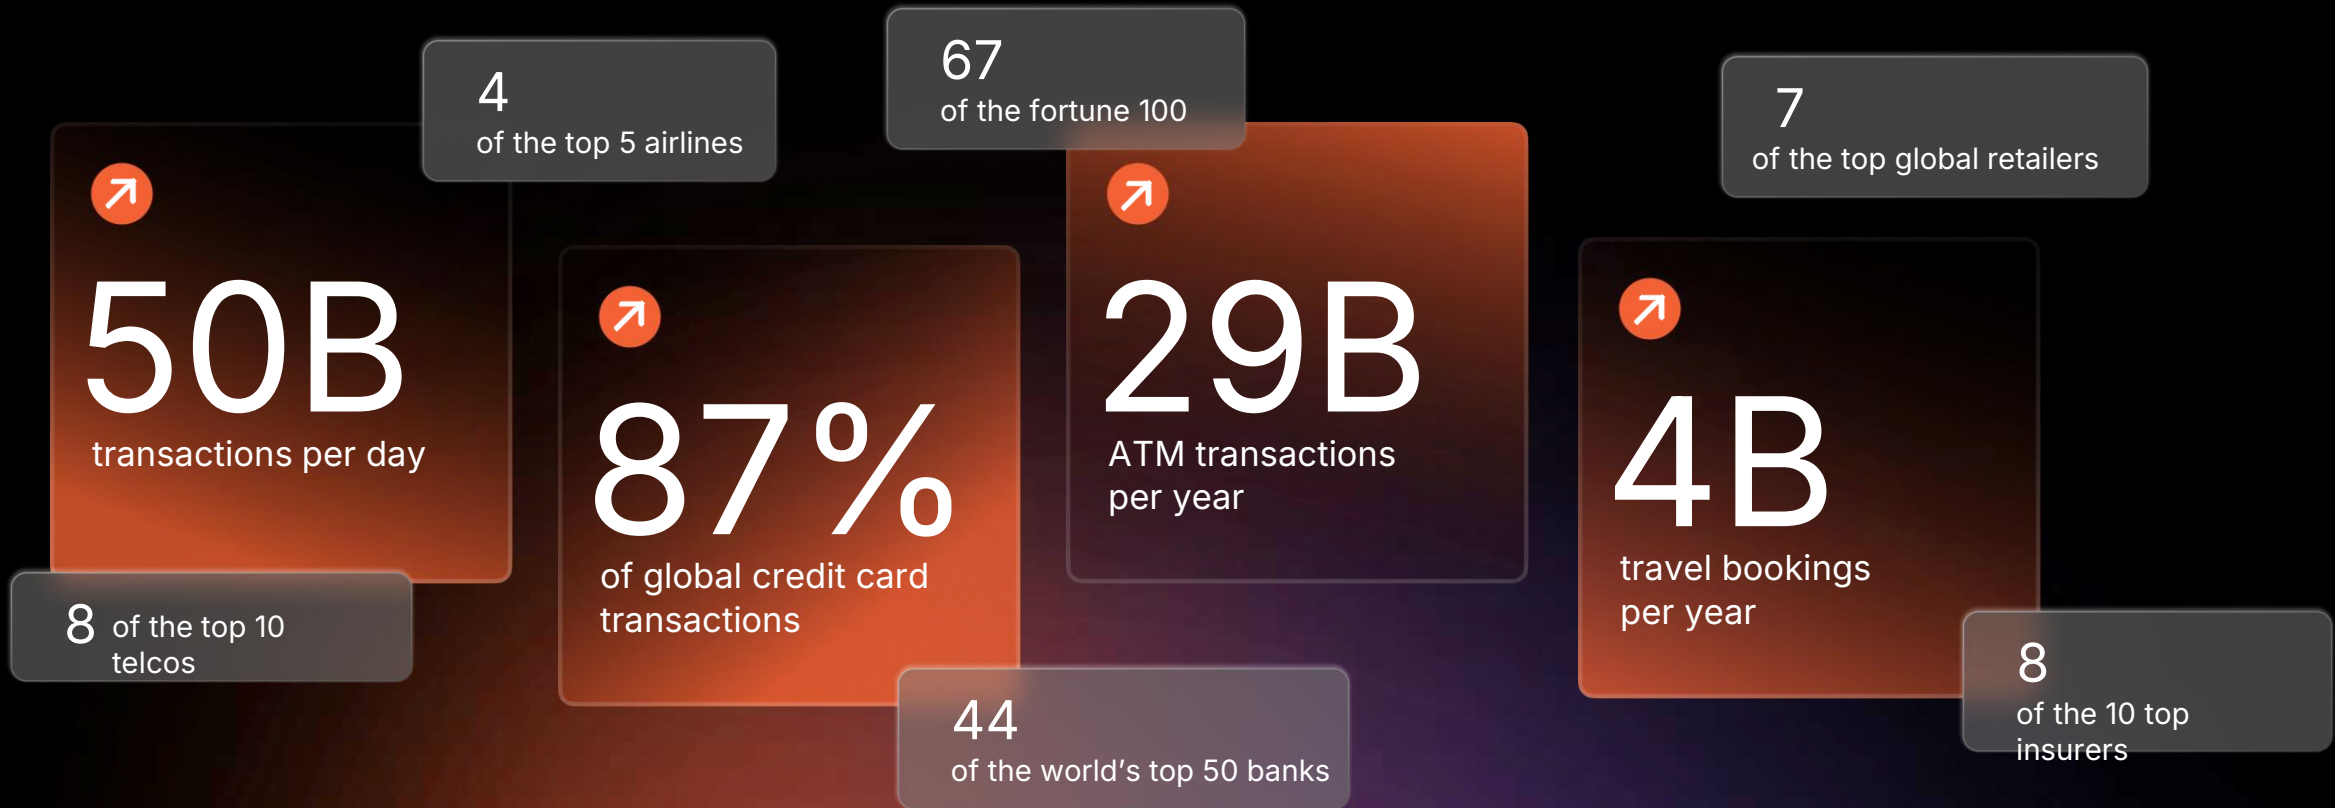 4
of the top 5 airlines
67
of the fortune 100
7
of the top global retailers
50B
transactions per day
87%
of global credit card
transactions
29B
ATM transactions
per year
4B
travel bookings
per year
8 of the top 10
telcos
44
of the world’s top 50 banks
8
of the 10 top
insurers